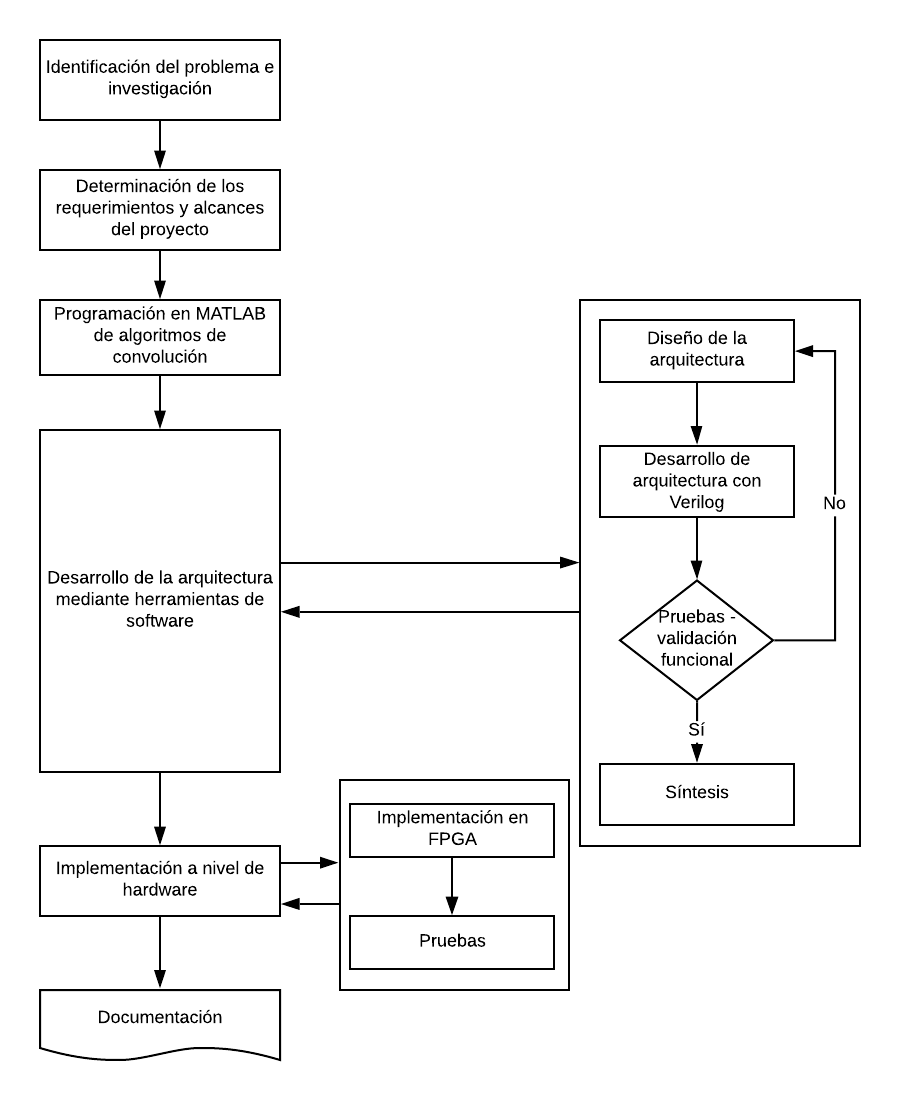 Identificación del problema e
investigación
Determinación de los
requerimientos y alcances
del proyecto
Programación en MATLAB
de algoritmos de
convolución
Desarrollo de la arquitectura
mediante herramientas de
software
Implementación a nivel de
hardware
Documentación
Diseño de la
arquitectura
Desarrollo de
arquitectura con
Verilog
No
Pruebas -
validación
funcional
Sí
Síntesis
Implementación en
FPGA
Pruebas